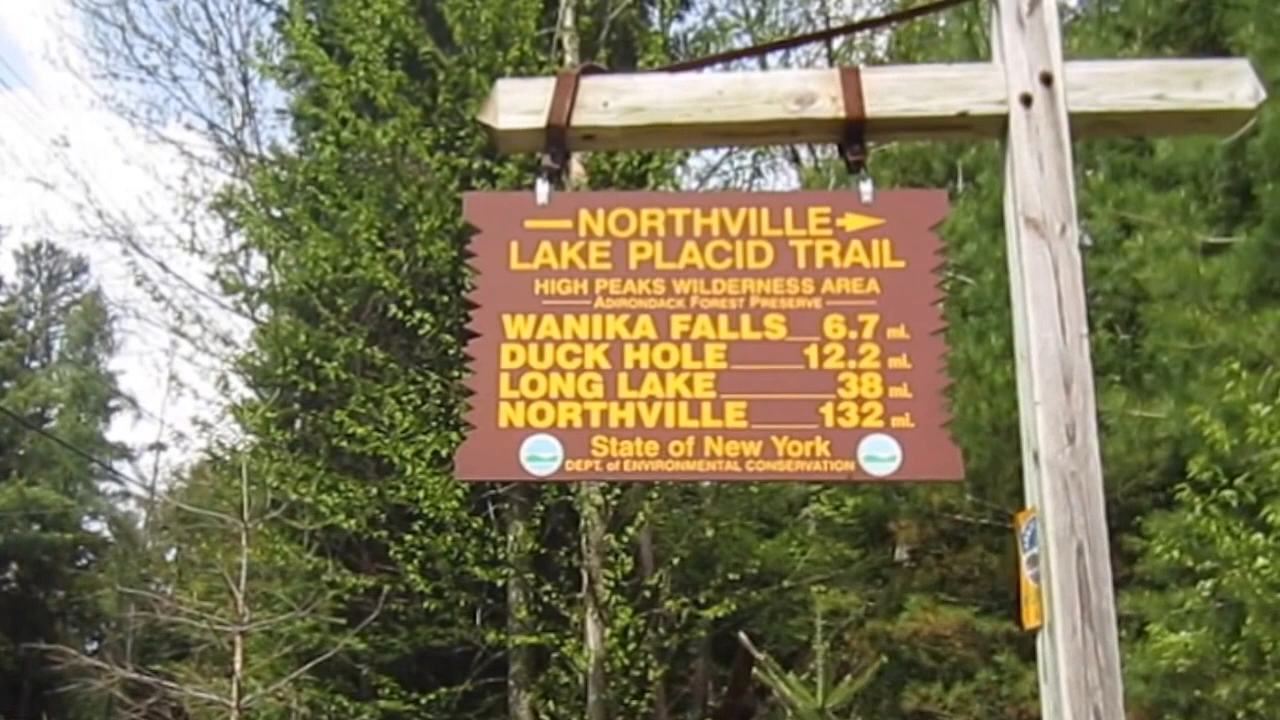 NORTHVILLE
LAKE PLACID TRAIL
HIGH PEAKS WILDERNESS AREA
ADIRONDACK FOREST PRESERVE
WANIKA FALLS 6.7 mi.
DUCK HOLE 12.2 mi.
LONG LAKE 38 mi.
NORTHVILLE 132 mi.
State of New York
DEPT. of ENVIRONMENTAL CONSERVATION